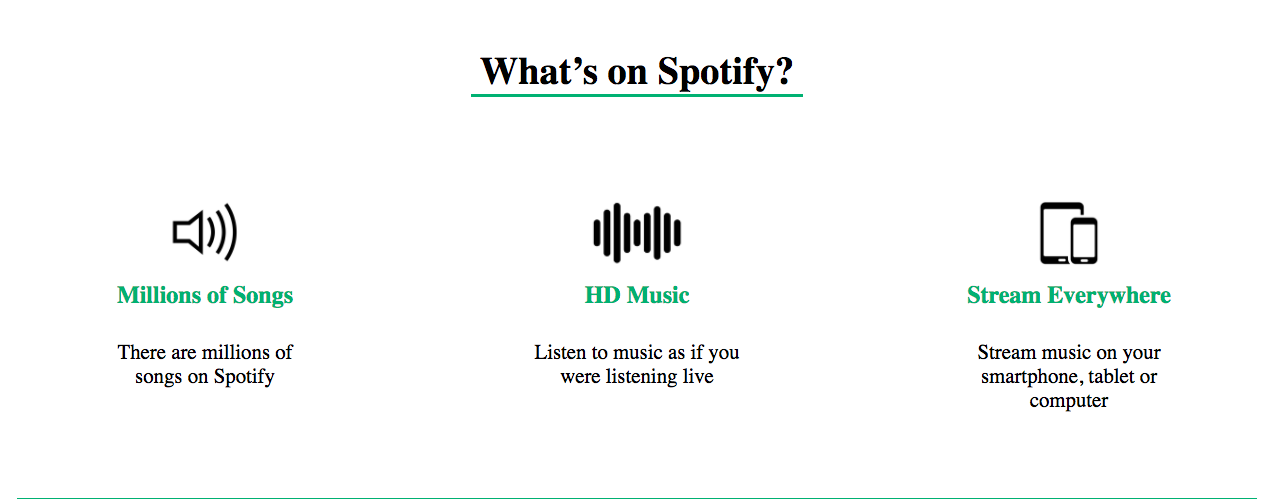 What’s on Spotify?
Millions of Songs
There are millions of
songs on Spotify
HD Music
Listen to music as if you
were listening live
Stream Everywhere
Stream music on your
smartphone, tablet or
computer